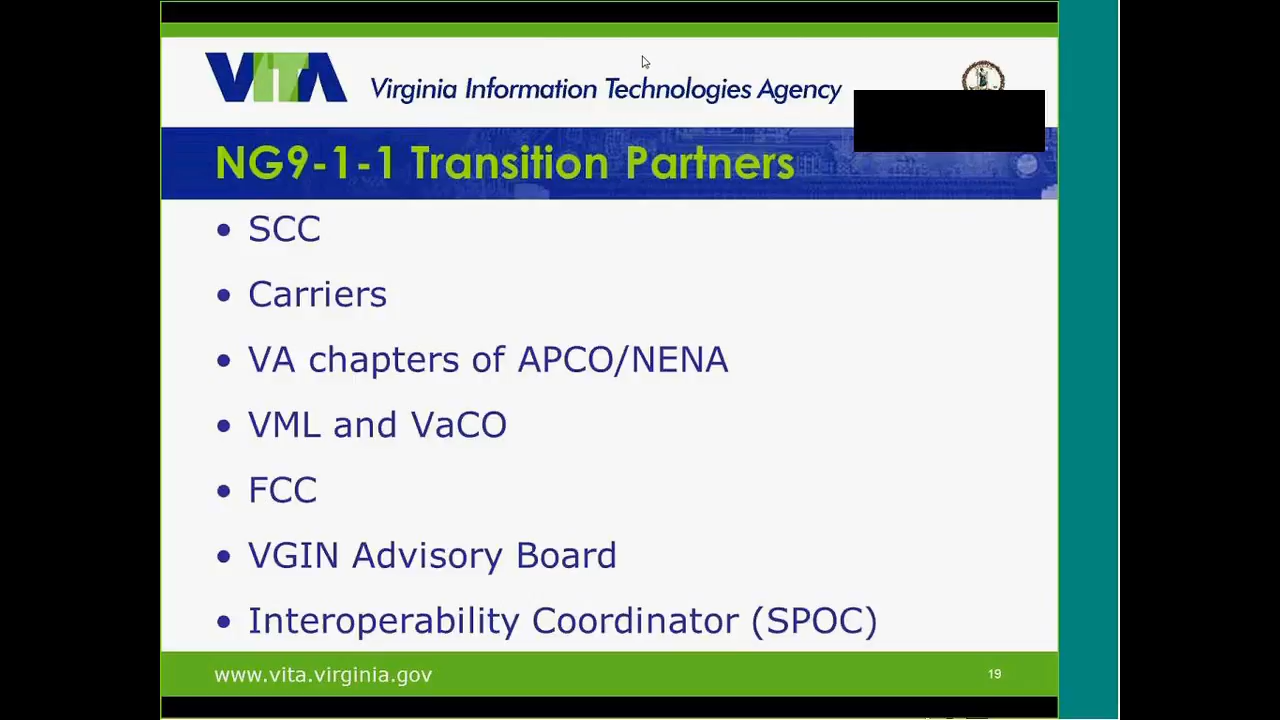 VITA Virginia Information Technologies Agency
NG9-1-1 Transition Partners
• SCC
• Carriers
• VA chapters of APCO/NENA
• VML and VaCO
• FCC
• VGIN Advisory Board
• Interoperability Coordinator (SPOC)
www.vita.virginia.gov 19